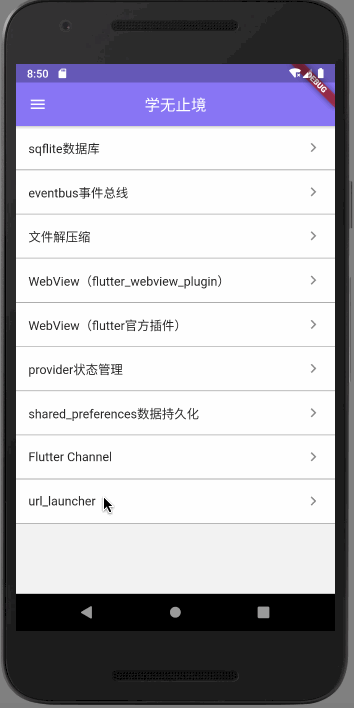 8:50
DEBUG
学无止境
sqflite数据库
eventbus事件总线
文件解压缩
WebView（flutter_webview_plugin）
WebView（flutter官方插件）
provider状态管理
shared_preferences数据持久化
Flutter Channel
url_launcher